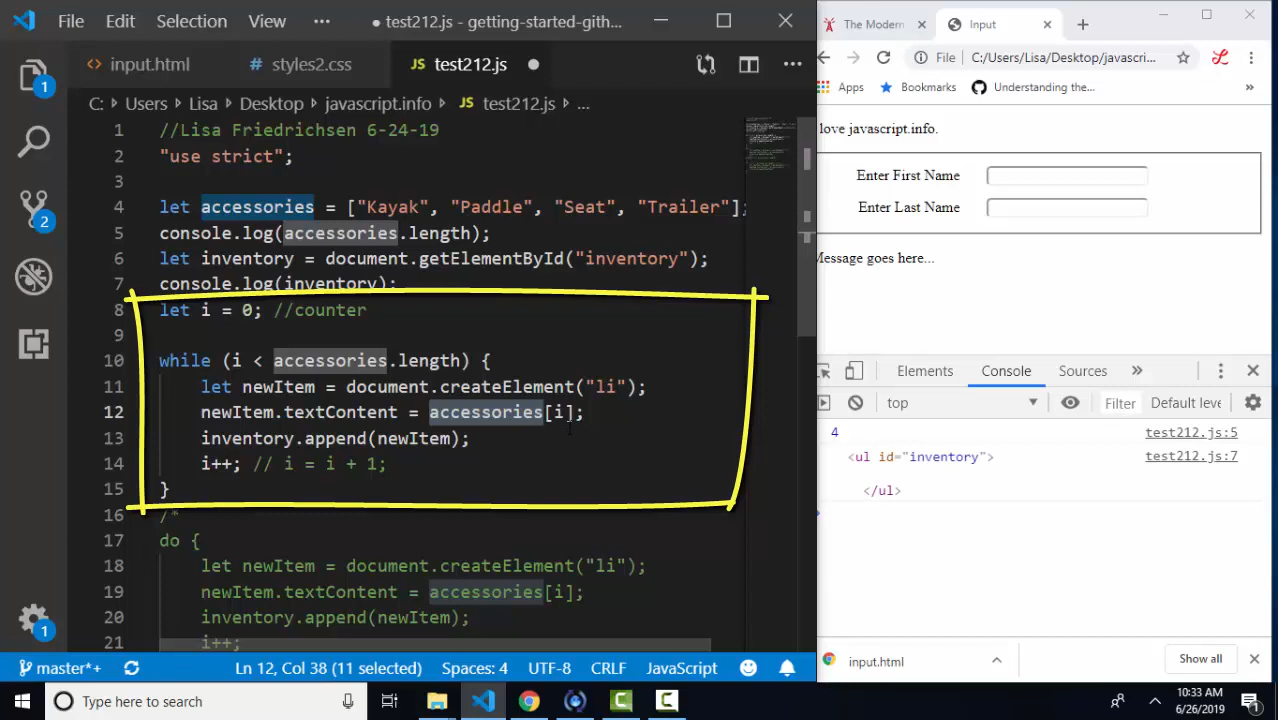 File Edit Selection View ··· ● test212.js - getting-started-gith...
<> input.html # styles2.css JS test212.js ●
C: > Users > Lisa > Desktop > javascript.info > JS test212.js > ...
1 //Lisa Friedrichsen 6-24-19
2 "use strict";
3
4 let accessories = ["Kayak", "Paddle", "Seat", "Trailer"];
5 console.log(accessories.length);
6 let inventory = document.getElementById("inventory");
7 console.log(inventory);
8 let i = 0; //counter
9
10 while (i < accessories.length) {
11 let newItem = document.createElement("li");
12 newItem.textContent = accessories[i];
13 inventory.append(newItem);
14 i++; // i = i + 1;
15 }
16 /*
17 do {
18 let newItem = document.createElement("li");
19 newItem.textContent = accessories[i];
20 inventory.append(newItem);
21 i++;
1
2
1
master*+ Ln 12, Col 38 (11 selected) Spaces: 4 UTF-8 CRLF JavaScript
The Modern Input
File C:/Users/Lisa/Desktop/javascri...
Apps Bookmarks Understanding the... »
love javascript.info.
Enter First Name
Enter Last Name
Message goes here...
Elements Console Sources »
top Filter Default leve
4 test212.js:5
<ul id="inventory"> test212.js:7
</ul>
input.html Show all
Type here to search
10:33 AM
6/26/2019
1